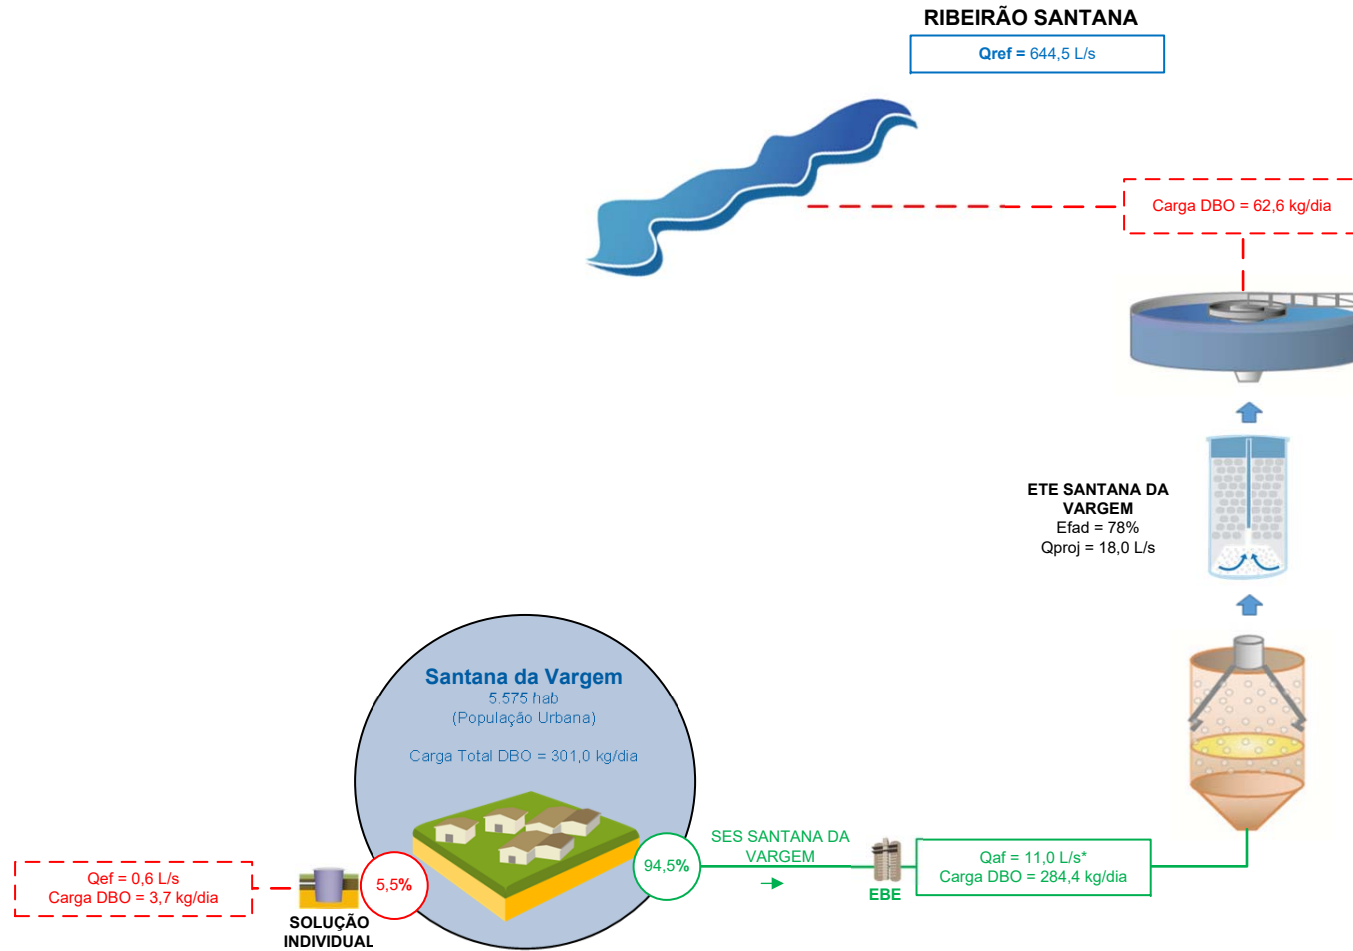 RIBEIRÃO SANTANA
Qref = 644,5 L/s
Carga DBO = 62,6 kg/dia
ETE SANTANA DA
VARGEM
Efad = 78%
Qproj = 18,0 L/s
Santana da Vargem
5.575 hab
(População Urbana)
Carga Total DBO = 301,0 kg/dia
SES SANTANA DA
VARGEM
94,5%
EBE
Qaf = 11,0 L/s*
Carga DBO = 284,4 kg/dia
5,5%
Qef = 0,6 L/s
Carga DBO = 3,7 kg/dia
SOLUÇÃO
INDIVIDUAL